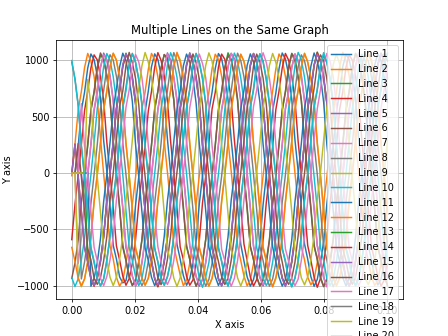 Multiple Lines on the Same Graph
1000
500
0
−500
−1000
Y axis
0.00
0.02
0.04
0.06
X axis
Line 1
Line 2
Line 3
Line 4
Line 5
Line 6
Line 7
Line 8
Line 9
Line 10
Line 11
Line 12
Line 13
Line 14
Line 15
Line 16
Line 17
Line 18
Line 19
Line 20